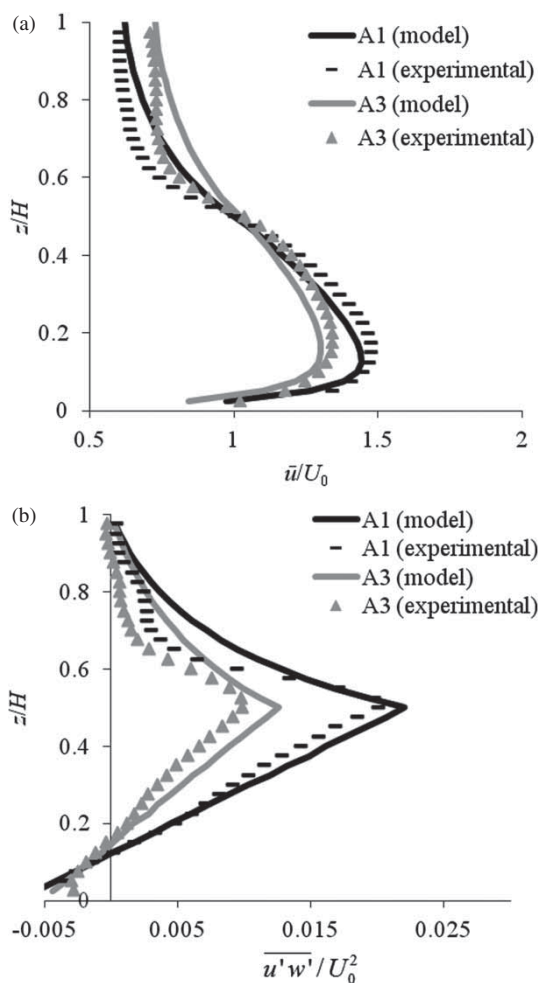 (a)
1
0.8
0.6
0.4
0.2
0
z/H
0.5
1
1.5
2
ū/U₀
A1 (model)
A1 (experimental)
A3 (model)
A3 (experimental)
(b)
1
0.8
0.6
0.4
0.2
0
z/H
-0.005
0.005
0.015
0.025
u'w'/U₀²
A1 (model)
A1 (experimental)
A3 (model)
A3 (experimental)